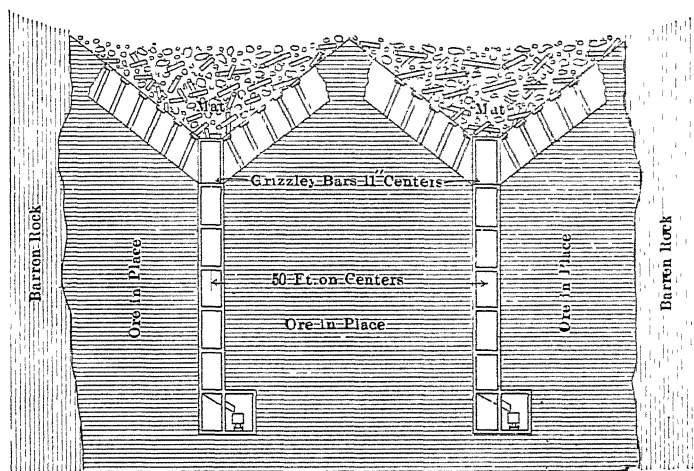 Mat
Mat
Grizzley Bars 11" Centers
Barron Rock
Ore in Place
50 Ft. on Centers
Ore in Place
Ore in Place
Barren Rock